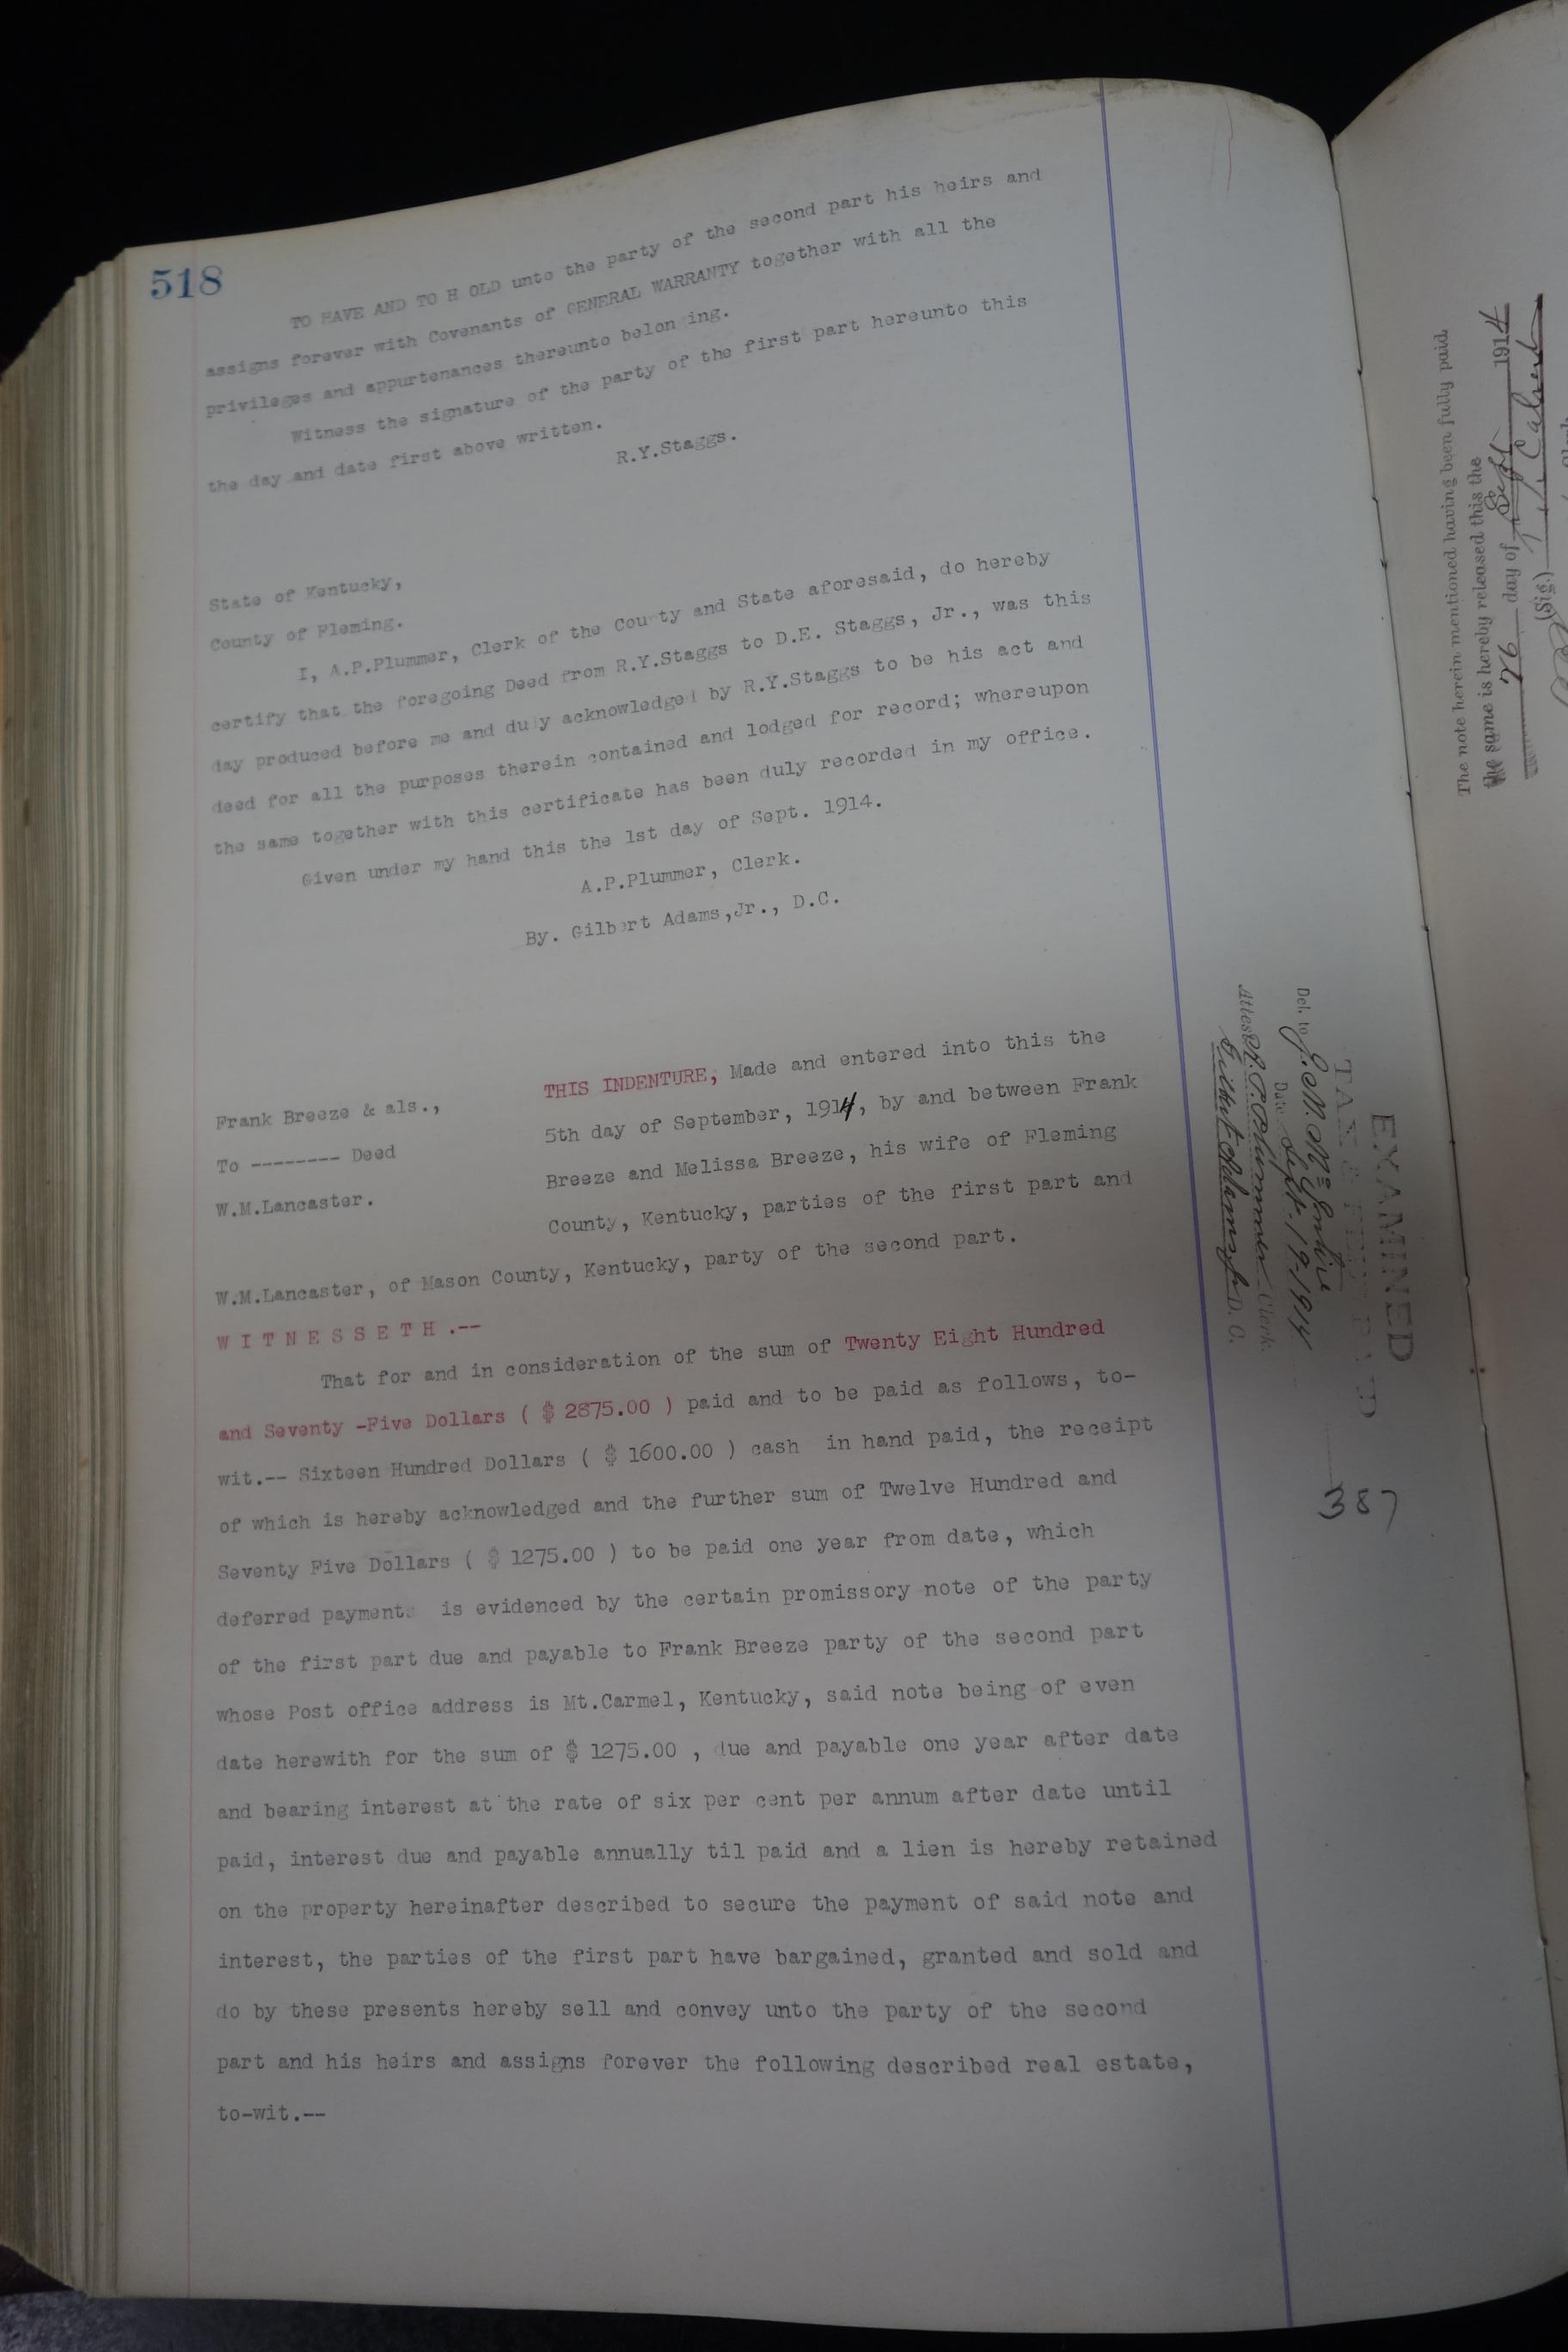 518
TO HAVE AND TO H OLD unto the party of the second part his heirs and
assigns forever with Covenants of GENERAL WARRANTY together with all the
privileges and appurtenances thereunto belon ing.
Witness the signature of the party of the first part hereunto this
the day and date first above written.
R.Y.Staggs.
State of Kentucky,
County of Fleming.
I, A.P.Plummer, Clerk of the County and State aforesaid, do hereby
certify that the foregoing Deed from R.Y.Staggs to D.E. Staggs, Jr., was this
day produced before me and duly acknowledged by R.Y.Staggs to be his act and
deed for all the purposes therein contained and lodged for record; whereupon
the same together with this certificate has been duly recorded in my office.
Given under my hand this the 1st day of Sept. 1914.
A.P.Plummer, Clerk.
By. Gilbert Adams,Jr., D.C.
Frank Breeze & als.,
To -------- Deed
W.M.Lancaster.
THIS INDENTURE, Made and entered into this the
5th day of September, 1914, by and between Frank
Breeze and Melissa Breeze, his wife of Fleming
County, Kentucky, parties of the first part and
W.M.Lancaster, of Mason County, Kentucky, party of the second part.
W I T N E S S E T H .--
That for and in consideration of the sum of Twenty Eight Hundred
and Seventy -Five Dollars ( $ 2875.00 ) paid and to be paid as follows, to-
wit.-- Sixteen Hundred Dollars ( $ 1600.00 ) cash in hand paid, the receipt
of which is hereby acknowledged and the further sum of Twelve Hundred and
Seventy Five Dollars ( $ 1275.00 ) to be paid one year from date, which
deferred payments is evidenced by the certain promissory note of the party
of the first part due and payable to Frank Breeze party of the second part
whose Post office address is Mt.Carmel, Kentucky, said note being of even
date herewith for the sum of $ 1275.00 , due and payable one year after date
and bearing interest at the rate of six per cent per annum after date until
paid, interest due and payable annually til paid and a lien is hereby retained
on the property hereinafter described to secure the payment of said note and
interest, the parties of the first part have bargained, granted and sold and
do by these presents hereby sell and convey unto the party of the second
part and his heirs and assigns forever the following described real estate,
to-wit.--
EXAMINED
TAX & FEE PAID
387
Del. to J. N. McIntire
Date Sept. 19-1914
Attest A.P.Plummer Clerk.
Gilbert Adams Jr D. C.
The note herein mentioned having been fully paid
the same is hereby released this the
26 day of Sept 1914
(Sig.) Calvert